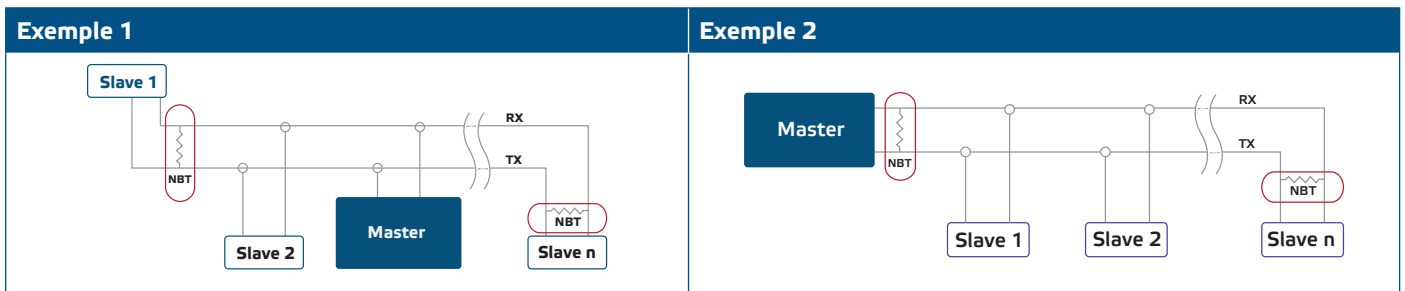 Exemple 1
Slave 1
RX
TX
NBT
NBT
Master
Slave 2
Slave n
Exemple 2
RX
Master
TX
NBT
NBT
Slave 1
Slave 2
Slave n